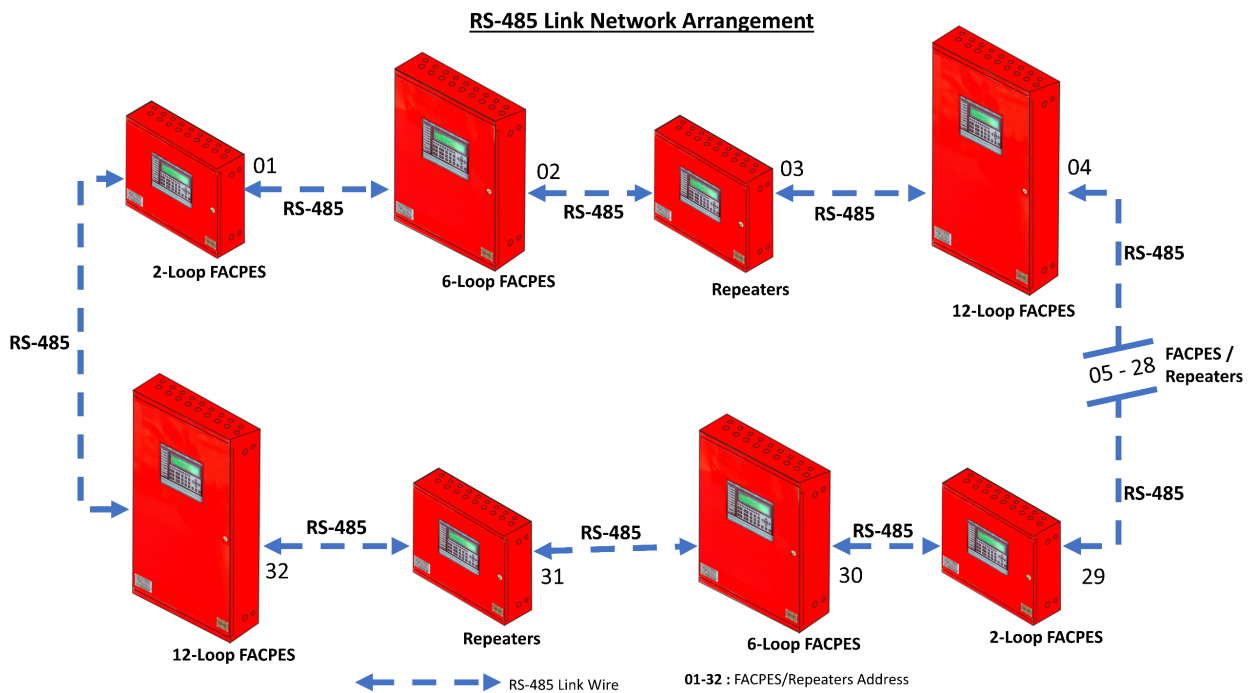 RS-485 Link Network Arrangement
01
02
03
04
RS-485
RS-485
RS-485
RS-485
2-Loop FACPES
6-Loop FACPES
Repeaters
12-Loop FACPES
RS-485
05 - 28
FACPES /
Repeaters
RS-485
RS-485
RS-485
RS-485
32
31
30
29
12-Loop FACPES
Repeaters
6-Loop FACPES
2-Loop FACPES
RS-485 Link Wire
01-32 : FACPES/Repeaters Address